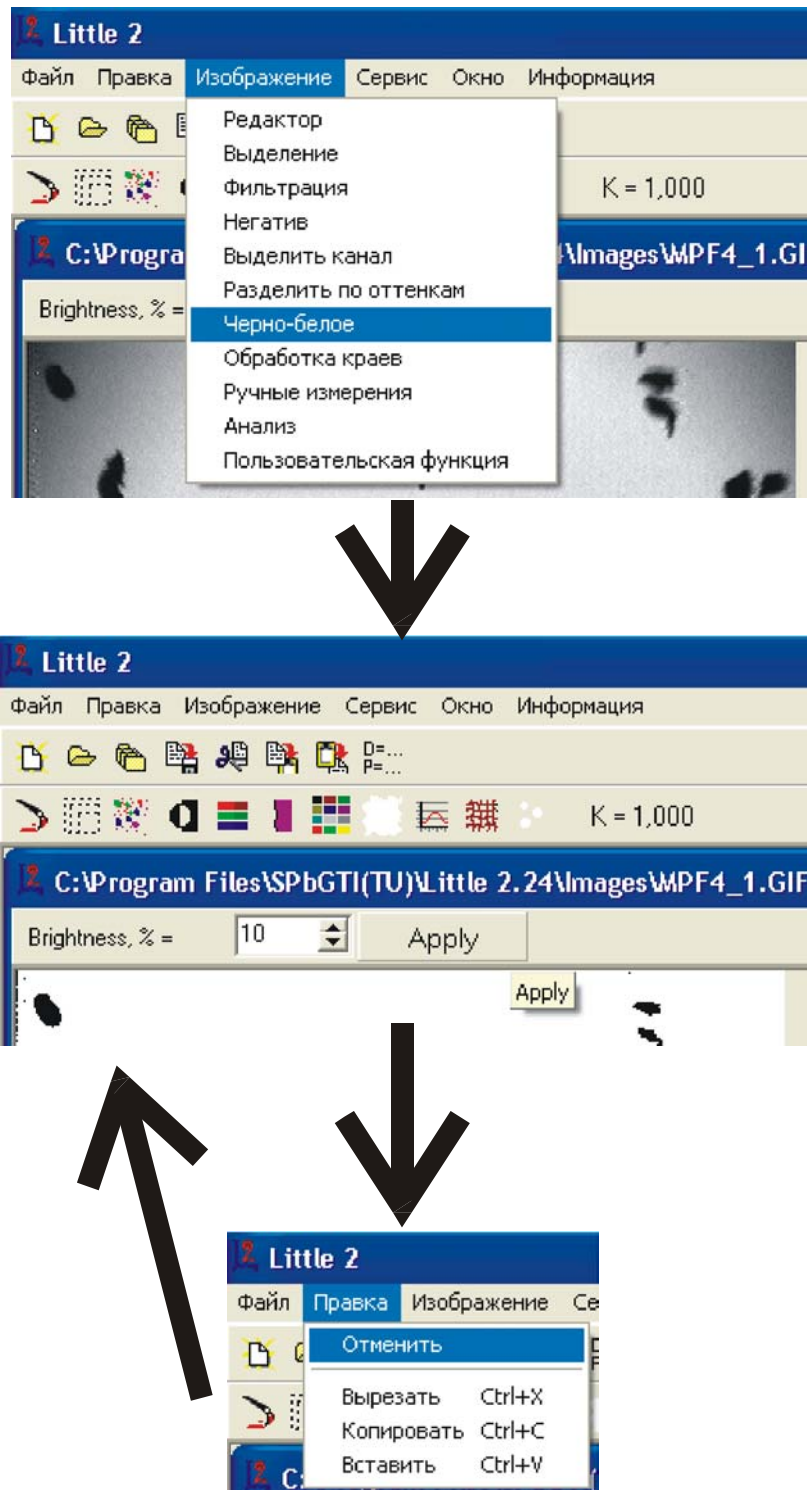 Little 2
Файл Правка Изображение Сервис Окно Информация
Редактор
Выделение
Фильтрация
K = 1,000
Негатив
C:\Progra
Выделить канал
\Images\MPF4_1.GI
Разделить по оттенкам
Brightness, % =
Черно-белое
Обработка краев
Ручные измерения
Анализ
Пользовательская функция
Little 2
Файл Правка Изображение Сервис Окно Информация
D=...
P=...
K = 1,000
C:\Program Files\SPbGTI(TU)\Little 2.24\Images\MPF4_1.GIF
Brightness, % = 10 Apply
Apply
Little 2
Файл Правка Изображение Се
Отменить
Вырезать Ctrl+X
Копировать Ctrl+C
Вставить Ctrl+V
C: